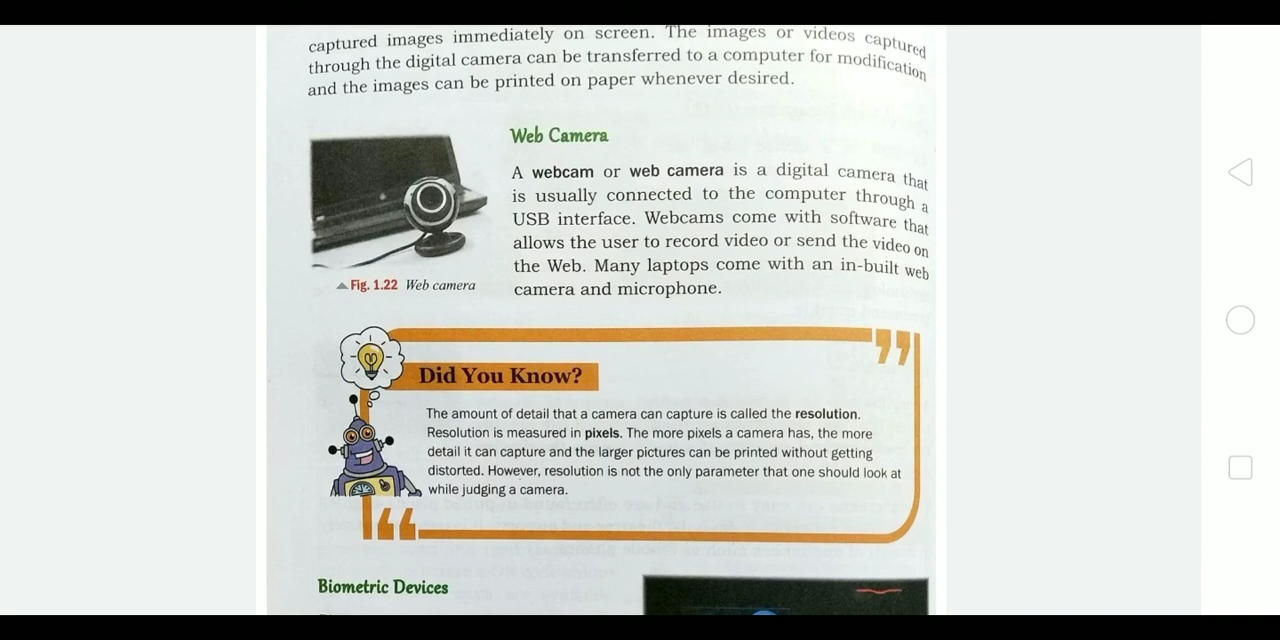 captured images immediately on screen. The images or videos captured
through the digital camera can be transferred to a computer for modification
and the images can be printed on paper whenever desired.
Web Camera
A webcam or web camera is a digital camera that
is usually connected to the computer through a
USB interface. Webcams come with software that
allows the user to record video or send the video on
the Web. Many laptops come with an in-built web
camera and microphone.
Fig. 1.22 Web camera
Did You Know?
The amount of detail that a camera can capture is called the resolution.
Resolution is measured in pixels. The more pixels a camera has, the more
detail it can capture and the larger pictures can be printed without getting
distorted. However, resolution is not the only parameter that one should look at
while judging a camera.
Biometric Devices